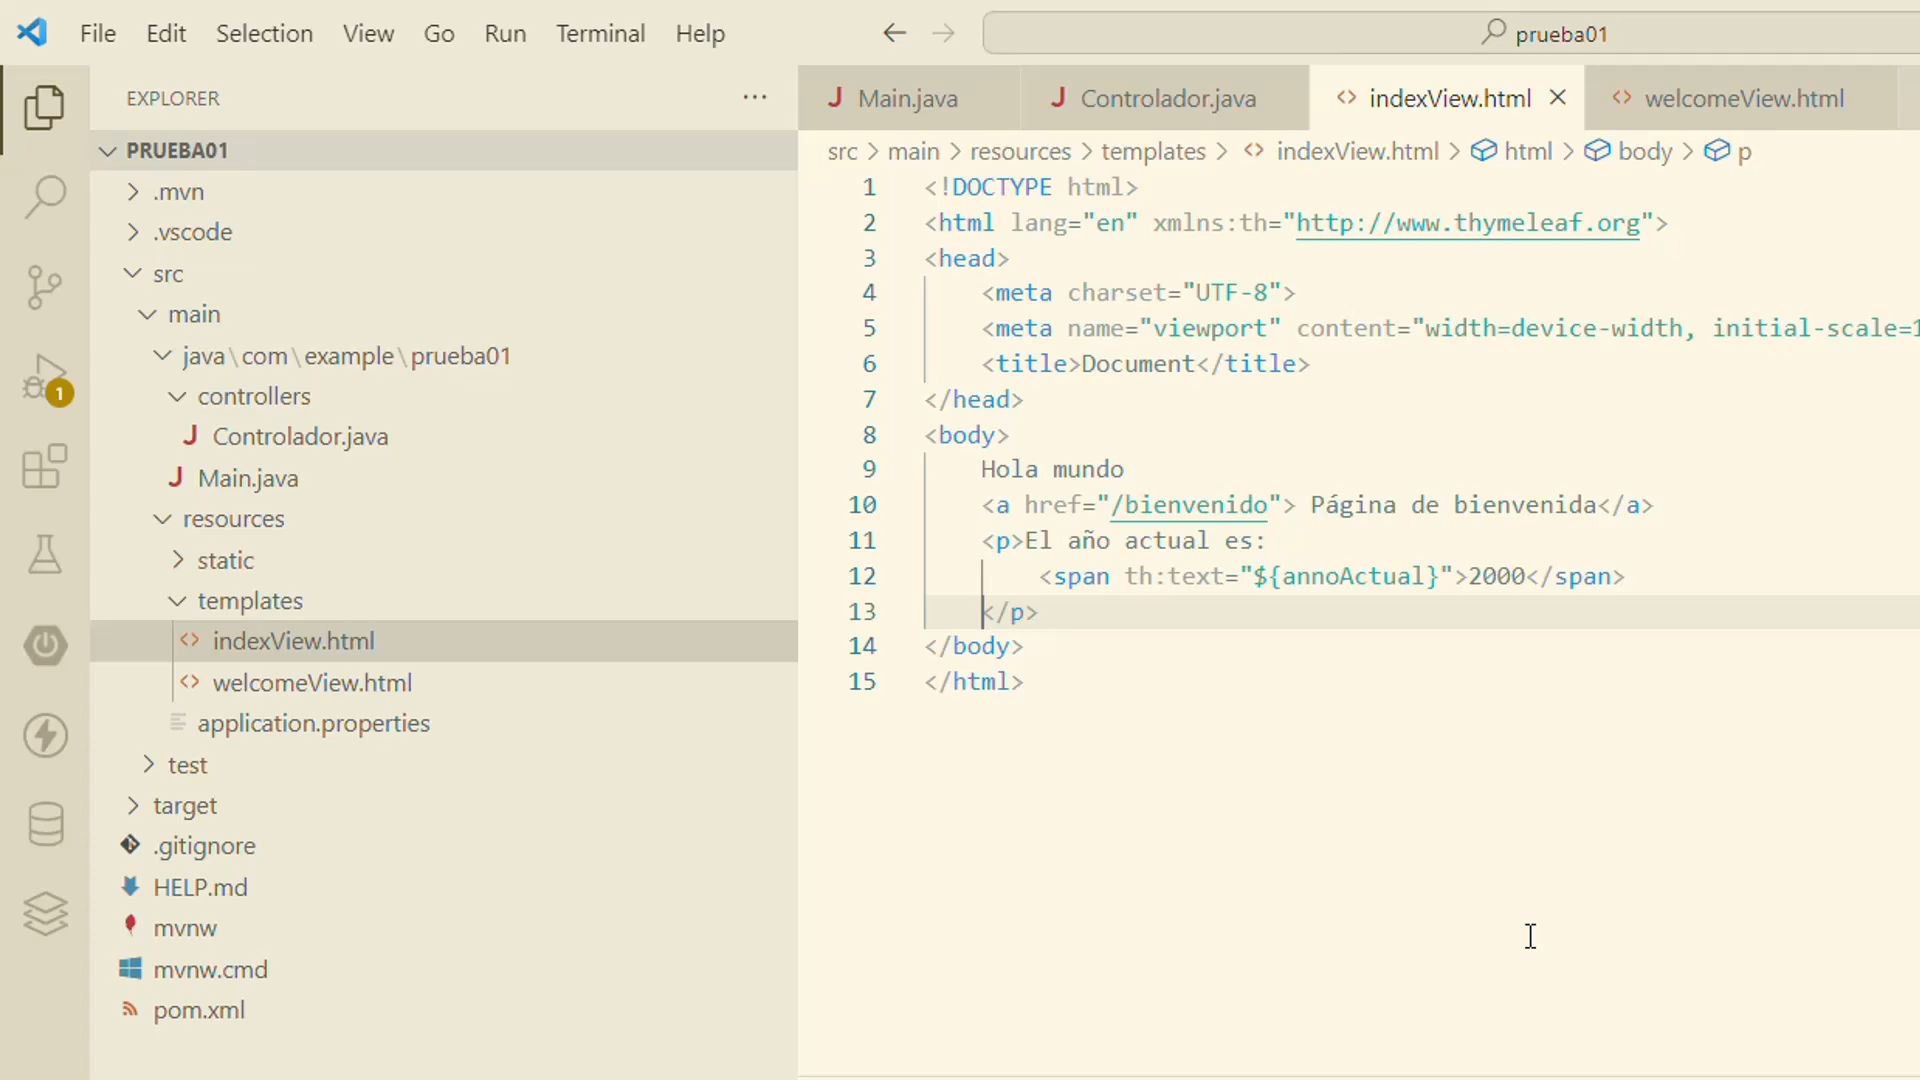 File Edit Selection View Go Run Terminal Help
prueba01
EXPLORER
PRUEBA01
.mvn
.vscode
src
main
java\com\example\prueba01
controllers
Controlador.java
Main.java
resources
static
templates
indexView.html
welcomeView.html
application.properties
test
target
.gitignore
HELP.md
mvnw
mvnw.cmd
pom.xml
1
Main.java Controlador.java indexView.html welcomeView.html
src > main > resources > templates > indexView.html > html > body > p
1 <!DOCTYPE html>
2 <html lang="en" xmlns:th="http://www.thymeleaf.org">
3 <head>
4 <meta charset="UTF-8">
5 <meta name="viewport" content="width=device-width, initial-scale=1
6 <title>Document</title>
7 </head>
8 <body>
9 Hola mundo
10 <a href="/bienvenido"> Página de bienvenida</a>
11 <p>El año actual es:
12 <span th:text="${annoActual}">2000</span>
13 </p>
14 </body>
15 </html>